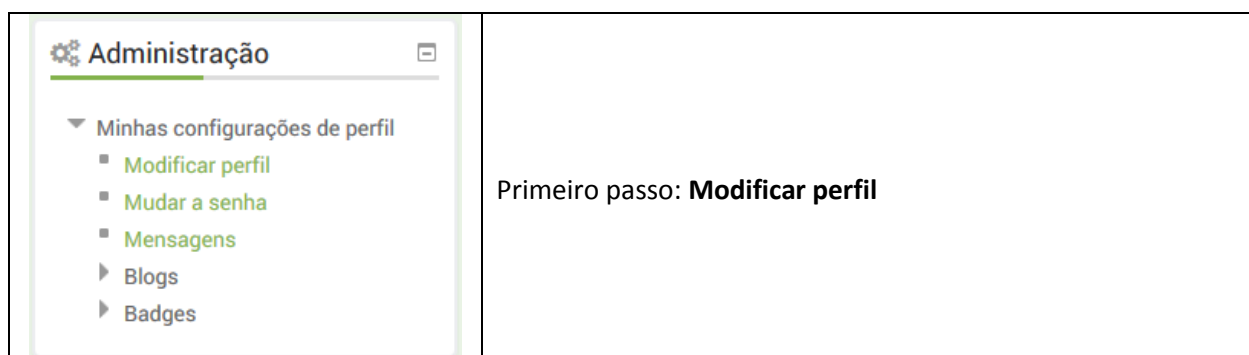 Administração
Minhas configurações de perfil
Modificar perfil
Mudar a senha
Mensagens
Blogs
Badges
Primeiro passo: Modificar perfil